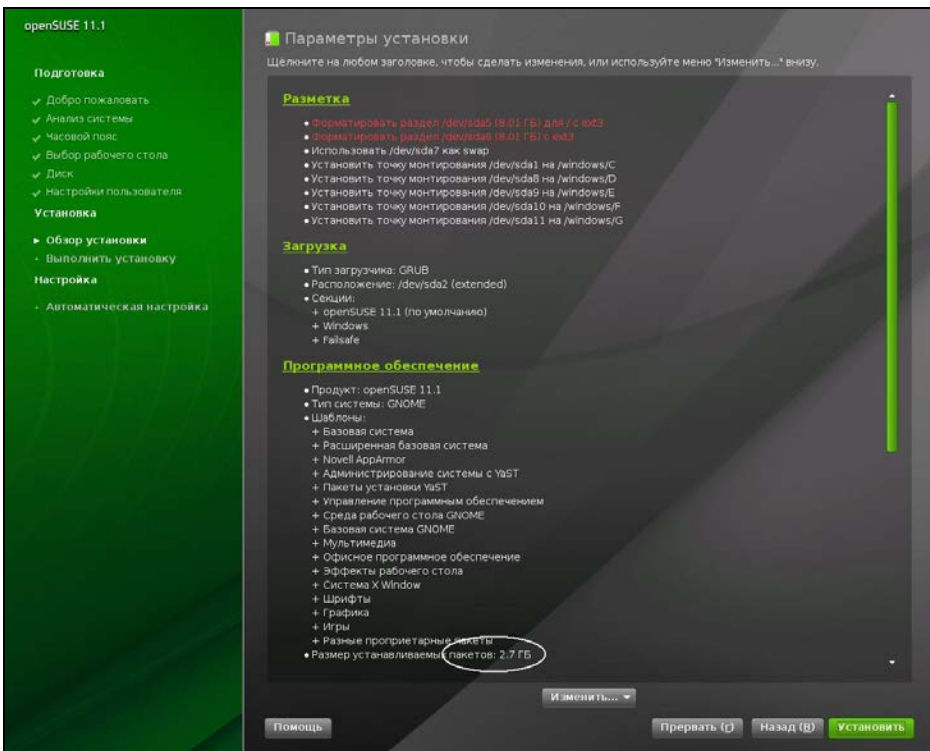 openSUSE 11.1
Подготовка
Добро пожаловать
Анализ системы
Часовой пояс
Выбор рабочего стола
Диск
Настройки пользователя
Установка
Обзор установки
Выполнить установку
Настройка
Автоматическая настройка
Параметры установки
Щелкните на любом заголовке, чтобы сделать изменения, или используйте меню "Изменить..." внизу.
Разметка
Форматировать раздел /dev/sda5 (8.01 ГБ) для / с ext3
Форматировать раздел /dev/sda6 (8.01 ГБ) с ext3
Использовать /dev/sda7 как swap
Установить точку монтирования /dev/sda1 на /windows/C
Установить точку монтирования /dev/sda8 на /windows/D
Установить точку монтирования /dev/sda9 на /windows/E
Установить точку монтирования /dev/sda10 на /windows/F
Установить точку монтирования /dev/sda11 на /windows/G
Загрузка
Тип загрузчика: GRUB
Расположение: /dev/sda2 (extended)
Секции:
+ openSUSE 11.1 (по умолчанию)
+ Windows
+ Failsafe
Программное обеспечение
Продукт: openSUSE 11.1
Тип системы: GNOME
Шаблоны:
+ Базовая система
+ Расширенная базовая система
+ Novell AppArmor
+ Администрирование системы с YaST
+ Пакеты установки YaST
+ Управление программным обеспечением
+ Среда рабочего стола GNOME
+ Базовая система GNOME
+ Мультимедиа
+ Офисное программное обеспечение
+ Эффекты рабочего стола
+ Система X Window
+ Шрифты
+ Графика
+ Игры
+ Разные проприетарные пакеты
Размер устанавливаемых пакетов: 2.7 ГБ
Изменить...
Помощь
Прервать (r)
Назад (B)
Установить